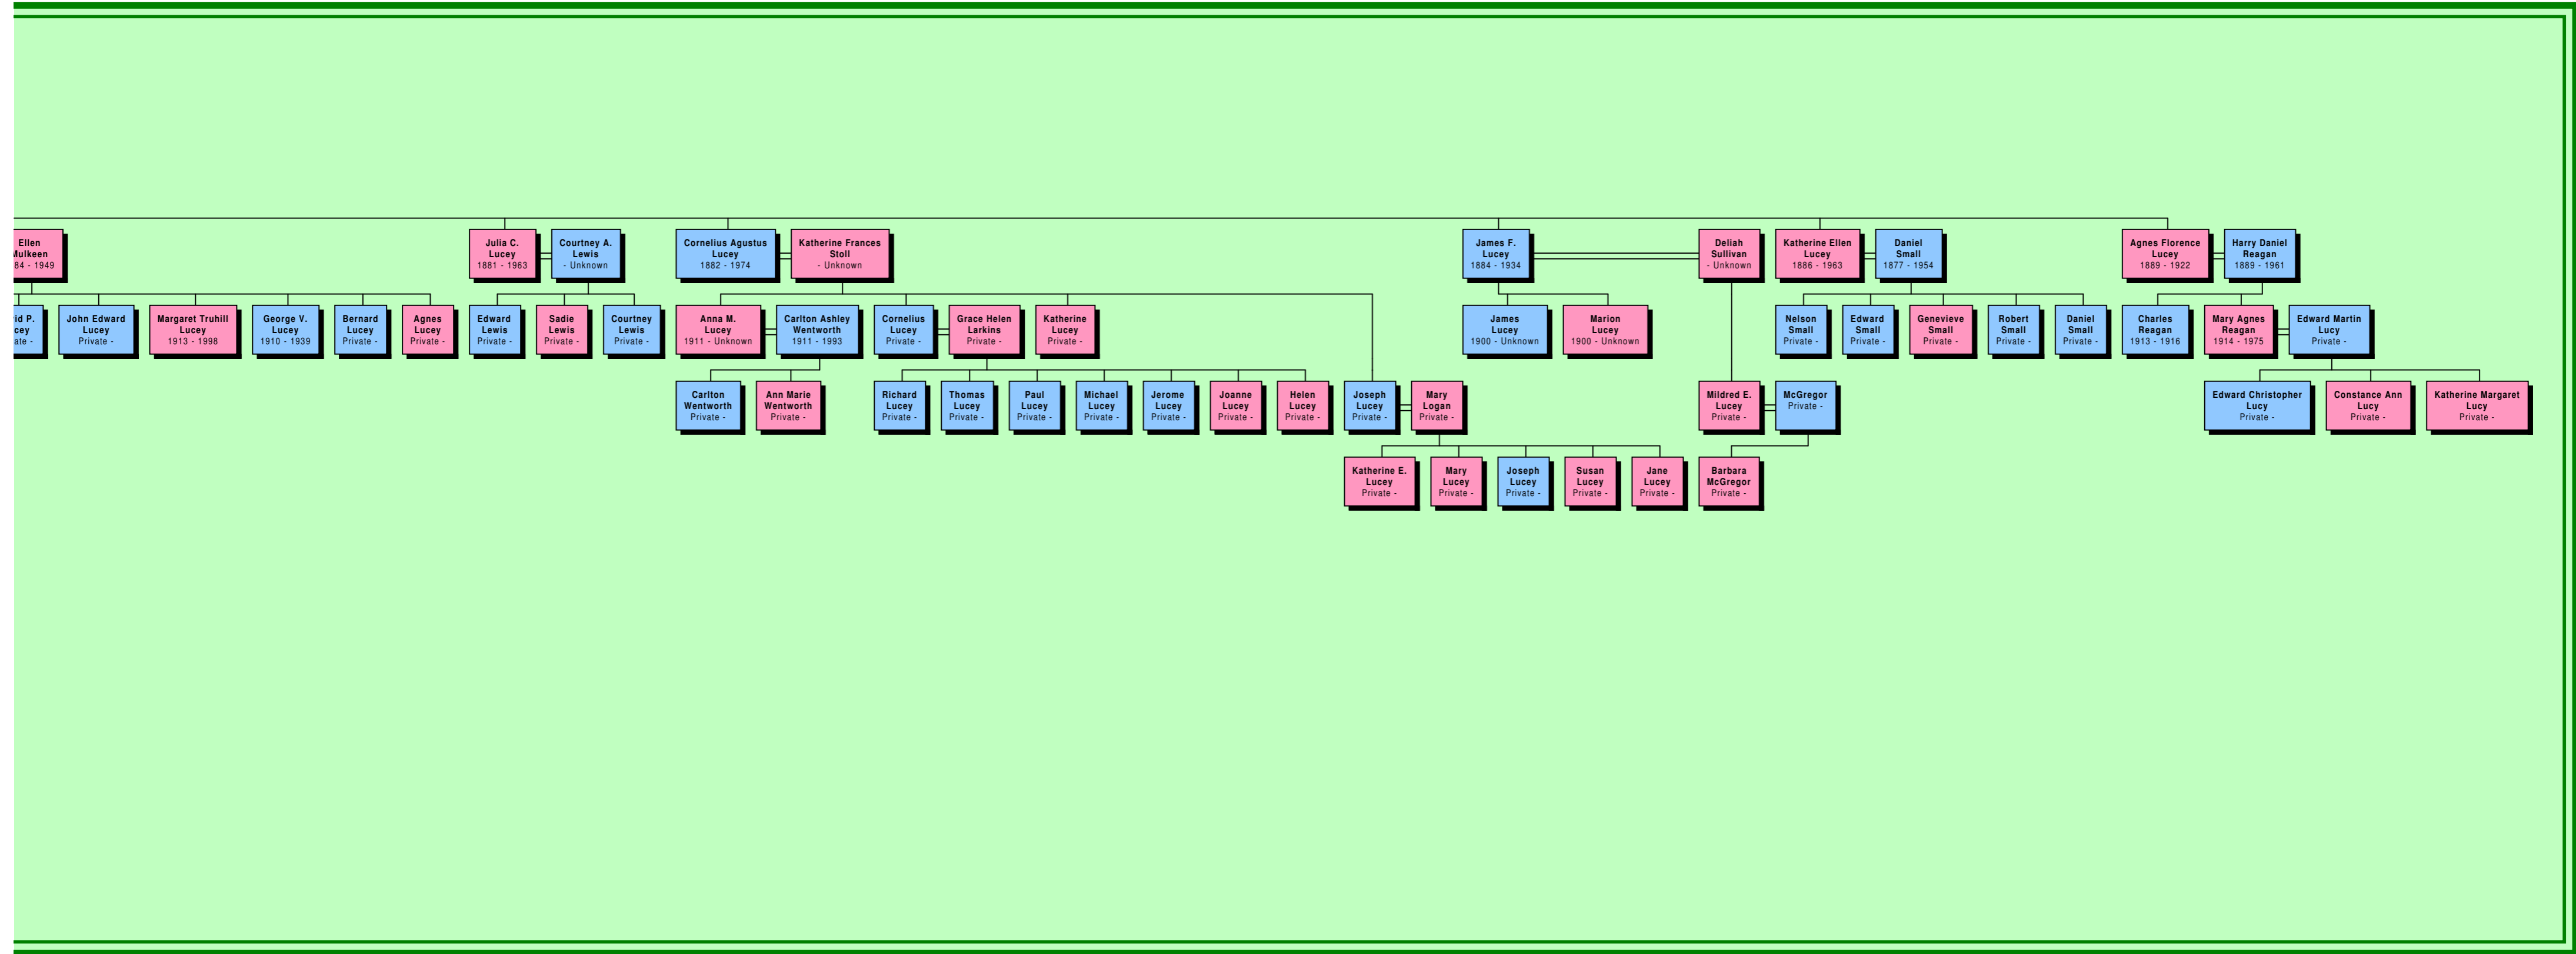 Ellen
Mulkeen
84 - 1949
Julia C.
Lucey
1881 - 1963
Courtney A.
Lewis
- Unknown
Cornelius Agustus
Lucey
1882 - 1974
Katherine Frances
Stoll
- Unknown
James F.
Lucey
1884 - 1934
Deliah
Sullivan
- Unknown
Katherine Ellen
Lucey
1886 - 1963
Daniel
Small
1877 - 1954
Agnes Florence
Lucey
1889 - 1922
Harry Daniel
Reagan
1889 - 1961
id P.
cey
ate -
John Edward
Lucey
Private -
Margaret Truhill
Lucey
1913 - 1998
George V.
Lucey
1910 - 1939
Bernard
Lucey
Private -
Agnes
Lucey
Private -
Edward
Lewis
Private -
Sadie
Lewis
Private -
Courtney
Lewis
Private -
Anna M.
Lucey
1911 - Unknown
Carlton Ashley
Wentworth
1911 - 1993
Cornelius
Lucey
Private -
Grace Helen
Larkins
Private -
Katherine
Lucey
Private -
James
Lucey
1900 - Unknown
Marion
Lucey
1900 - Unknown
Nelson
Small
Private -
Edward
Small
Private -
Genevieve
Small
Private -
Robert
Small
Private -
Daniel
Small
Private -
Charles
Reagan
1913 - 1916
Mary Agnes
Reagan
1914 - 1975
Edward Martin
Lucy
Private -
Carlton
Wentworth
Private -
Ann Marie
Wentworth
Private -
Richard
Lucey
Private -
Thomas
Lucey
Private -
Paul
Lucey
Private -
Michael
Lucey
Private -
Jerome
Lucey
Private -
Joanne
Lucey
Private -
Helen
Lucey
Private -
Joseph
Lucey
Private -
Mary
Logan
Private -
Mildred E.
Lucey
Private -
McGregor
Private -
Edward Christopher
Lucy
Private -
Constance Ann
Lucy
Private -
Katherine Margaret
Lucy
Private -
Katherine E.
Lucey
Private -
Mary
Lucey
Private -
Joseph
Lucey
Private -
Susan
Lucey
Private -
Jane
Lucey
Private -
Barbara
McGregor
Private -